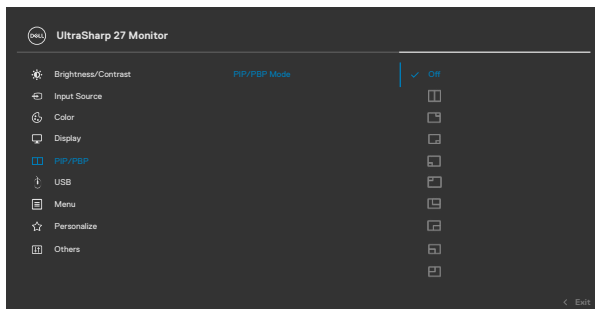 DELL UltraSharp 27 Monitor
Brightness/Contrast PIP/PBP Mode Off
Input Source
Color
Display
PIP/PBP
USB
Menu
Personalize
Others
Exit